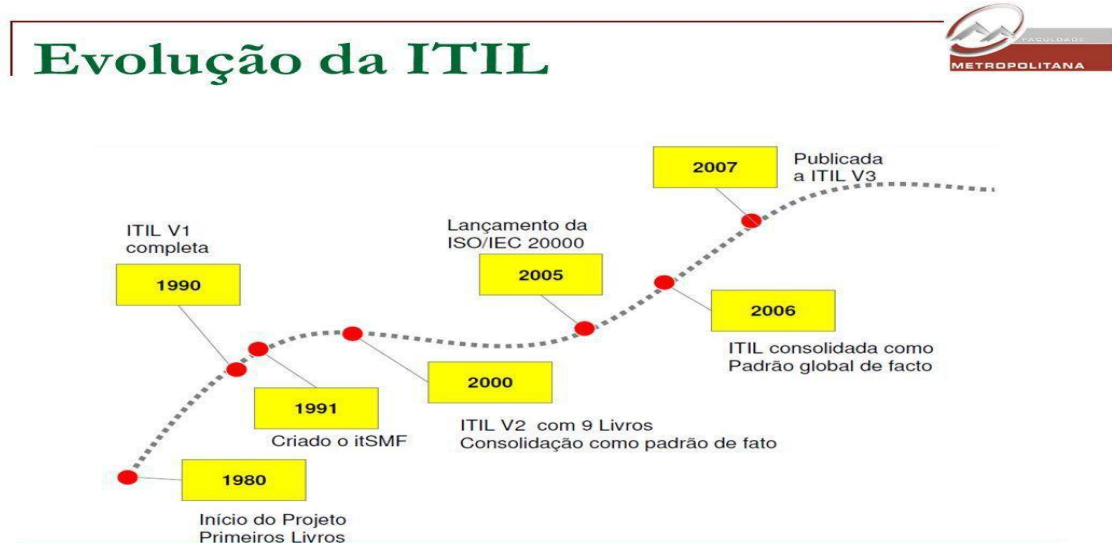 Evolução da ITIL
FACULDADE
METROPOLITANA
2007
Publicada
a ITIL V3
ITIL V1
completa
1990
Lançamento da
ISO/IEC 20000
2005
2006
ITIL consolidada como
Padrão global de facto
2000
ITIL V2 com 9 Livros
Consolidação como padrão de fato
1991
Criado o itSMF
1980
Início do Projeto
Primeiros Livros